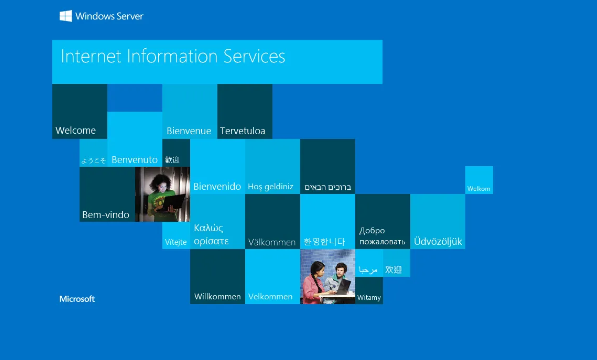 Windows Server
Internet Information Services
Welcome
Bienvenue
Tervetuloa
ようこそ
Benvenuto
歡迎
Bienvenido
Hoş geldiniz
ברוכים הבאים
Welkom
Bem-vindo
Vítejte
Καλώς
ορίσατε
Välkommen
환영합니다
Добро
пожаловать
Üdvözöljük
مرحبا
欢迎
Willkommen
Velkommen
Witamy
Microsoft